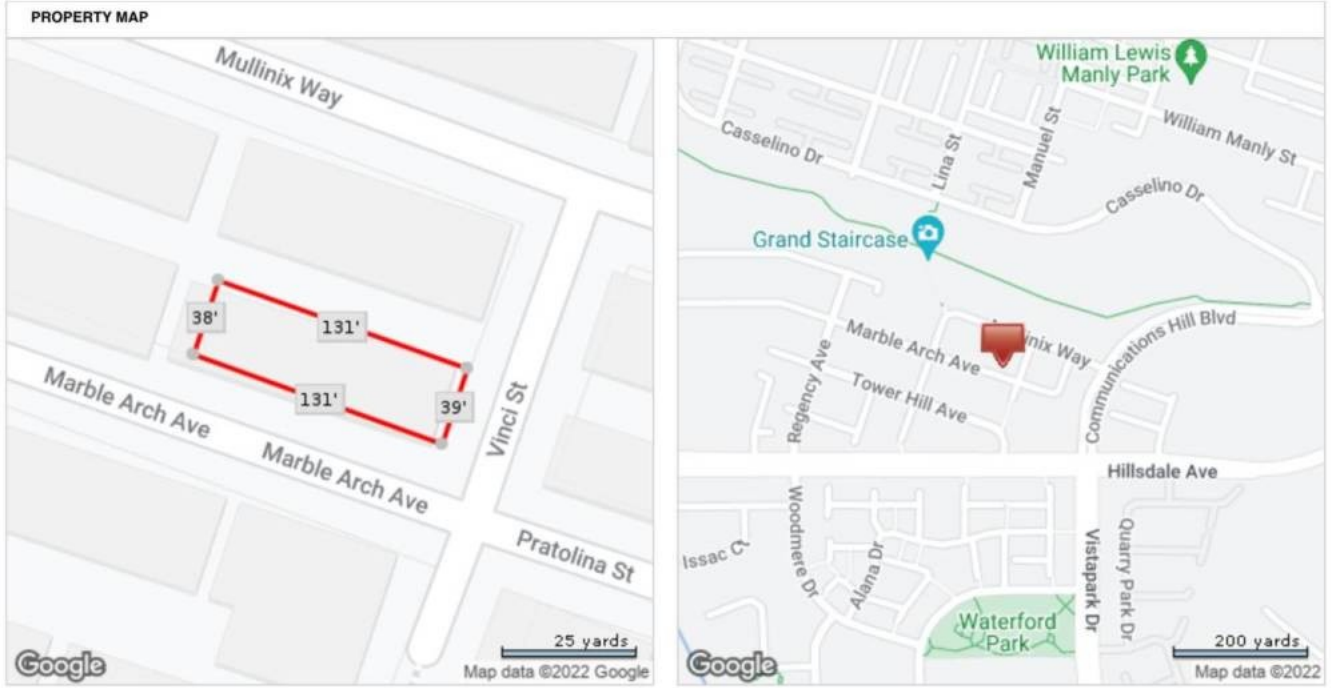 PROPERTY MAP
Mullinix Way
38'
131'
131'
39'
Vinci St
Marble Arch Ave
Marble Arch Ave
Pratolina St
25 yards
Google
Map data ©2022 Google
William Lewis
Manly Park
William Manly St
Casselino Dr
Lina St
Manuel St
Casselino Dr
Grand Staircase
Communications Hill Blvd
Marble Arch Ave
inix Way
Regency Ave
Tower Hill Ave
Hillsdale Ave
Woodmere Dr
Issac Ct
Alana Dr
Vistapark Dr
Quarry Park Dr
Waterford
Park
200 yards
Google
Map data ©2022